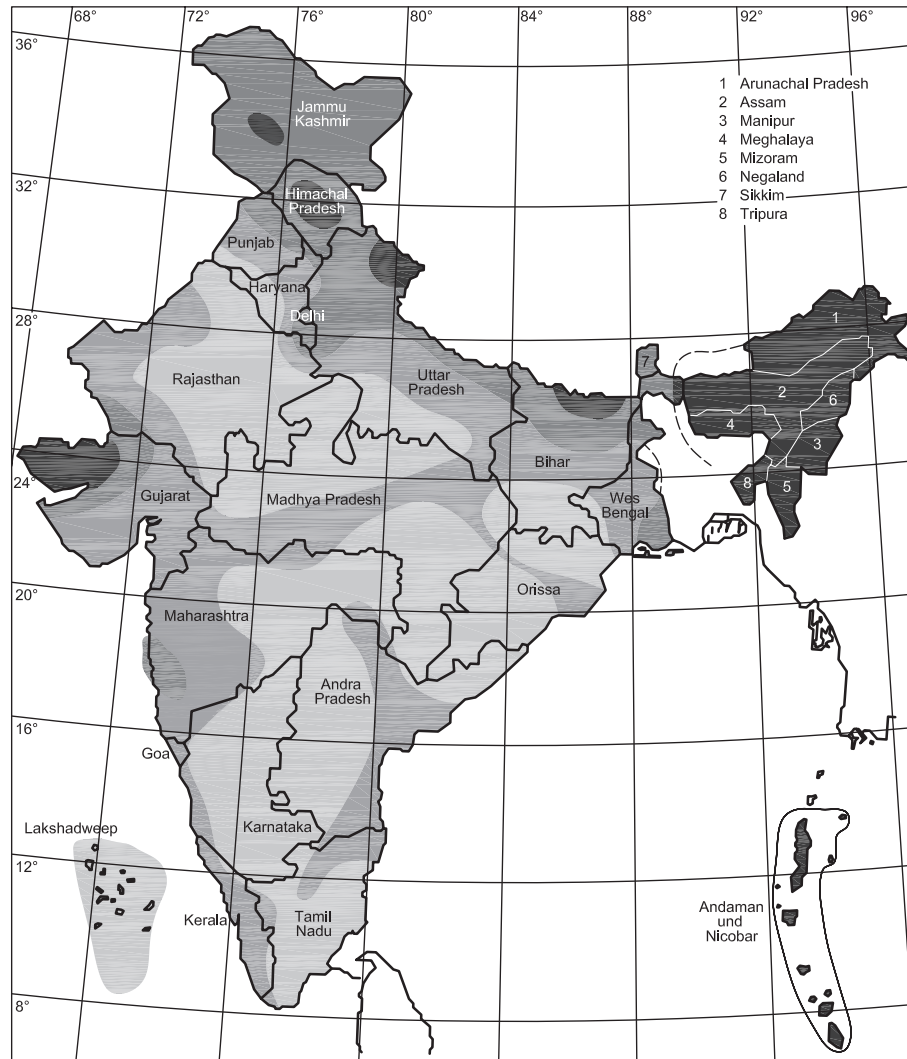 68° 72° 76° 80° 84° 88° 92° 96°
36°
1 Arunachal Pradesh
2 Assam
3 Manipur
4 Meghalaya
5 Mizoram
6 Negaland
7 Sikkim
8 Tripura
Jammu
Kashmir
32°
Himachal
Pradesh
Punjab
Haryana
Delhi
28°
1
7
Rajasthan
Uttar
Pradesh
2
6
4
3
Bihar
24°
Gujarat
Madhya Pradesh
Wes
Bengal
8
5
20°
Maharashtra
Orissa
Andra
Pradesh
16°
Goa
Karnataka
Lakshadweep
12°
Kerala
Tamil
Nadu
Andaman
und
Nicobar
8°